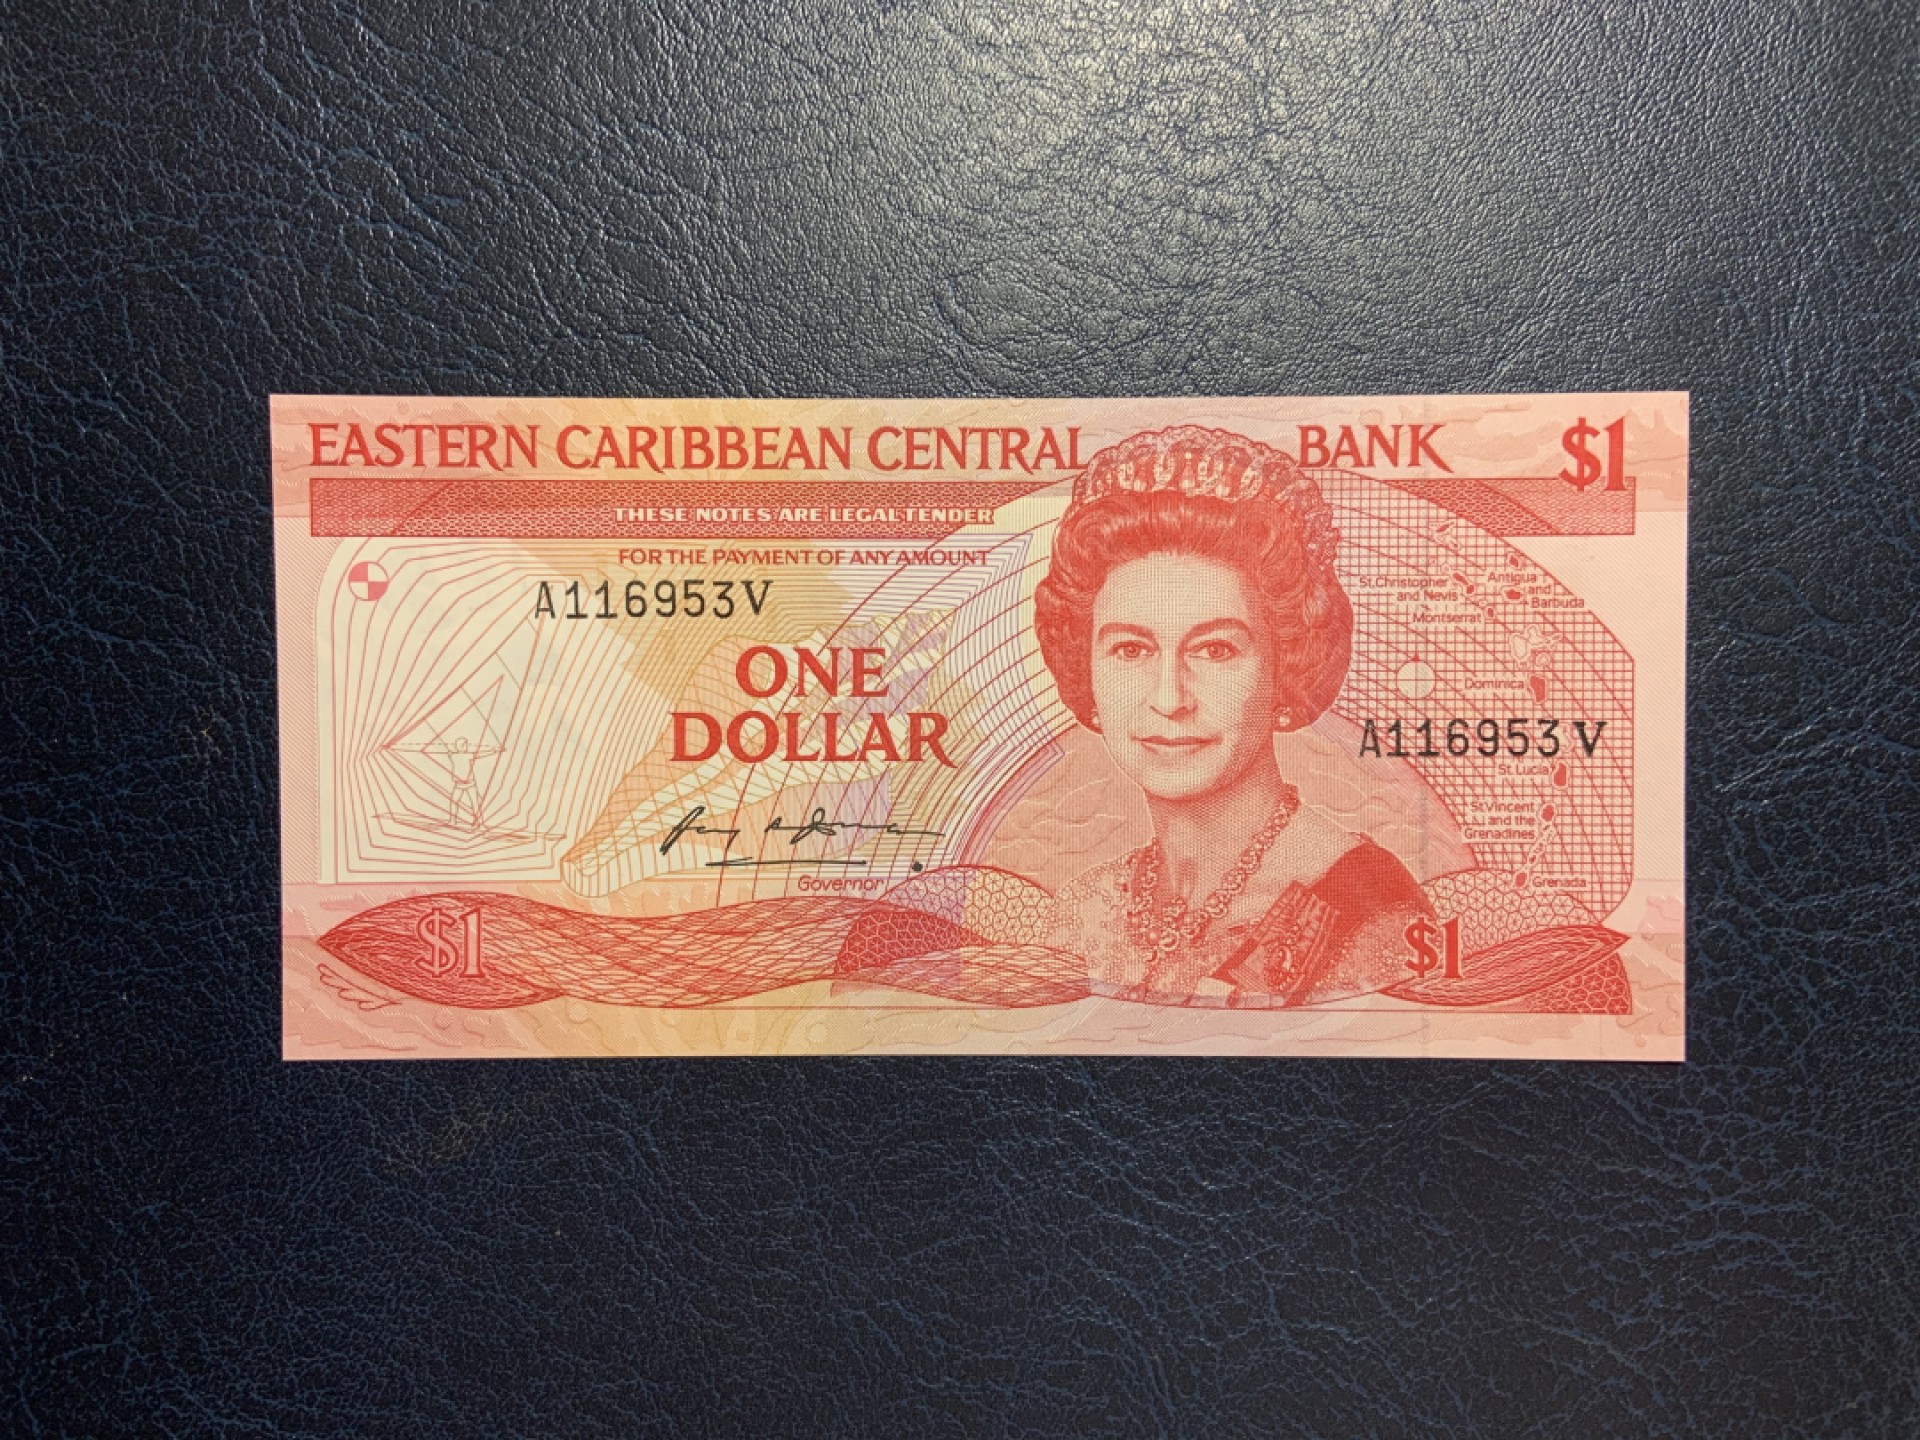 EASTERN CARIBBEAN CENTRAL BANK $1
THESE NOTES ARE LEGAL TENDER
FOR THE PAYMENT OF ANY AMOUNT
A116953V
ONE
DOLLAR
Governor
$1
St.Christopher
and Nevis
Antigua
and
Barbuda
Montserrat
Dominica
A116953V
St. Lucia
St.Vincent
and the
Grenadines
Grenada
$1